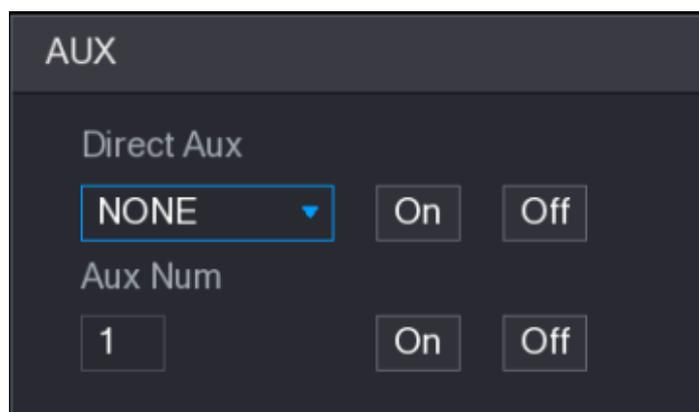 AUX
Direct Aux
NONE On Off
Aux Num
1 On Off